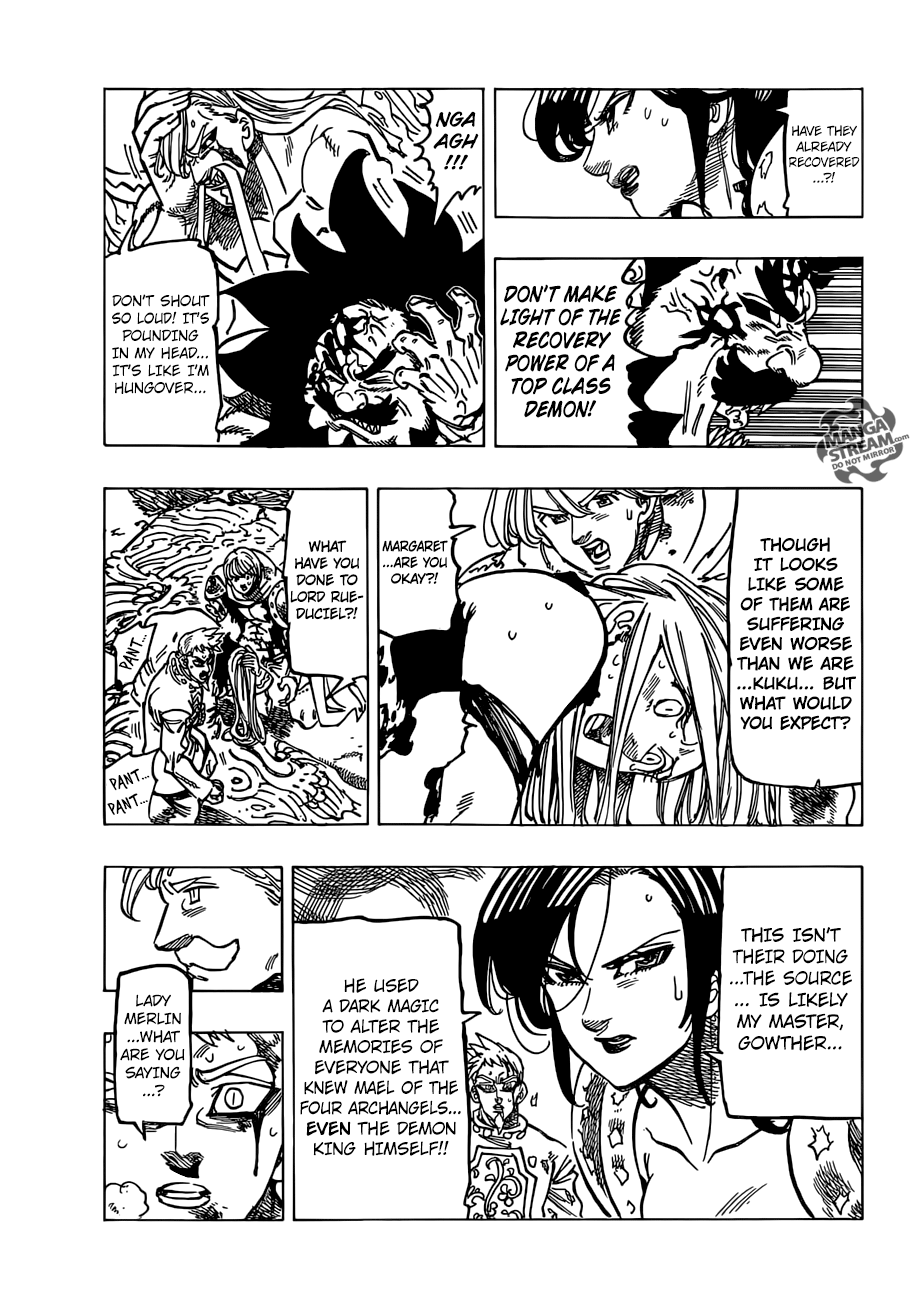 HAVE THEY
ALREADY
RECOVERED
...?!
NGA
AGH
!!!
DON'T SHOUT
SO LOUD! IT'S
POUNDING
IN MY HEAD...
IT'S LIKE I'M
HUNGOVER...
DON'T MAKE
LIGHT OF THE
RECOVERY
POWER OF A
TOP CLASS
DEMON!
MANGA
STREAM.com
DO NOT MIRROR
THOUGH
IT LOOKS
LIKE SOME
OF THEM ARE
SUFFERING
EVEN WORSE
THAN WE ARE
...KUKU... BUT
WHAT WOULD
YOU EXPECT?
MARGARET
...ARE YOU
OKAY?!
WHAT
HAVE YOU
DONE TO
LORD RUE-
DUCIEL?!
PANT...
PANT...
PANT...
THIS ISN'T
THEIR DOING
...THE SOURCE
... IS LIKELY
MY MASTER,
GOWTHER...
HE USED
A DARK MAGIC
TO ALTER THE
MEMORIES OF
EVERYONE THAT
KNEW MAEL OF THE
FOUR ARCHANGELS...
EVEN THE DEMON
KING HIMSELF!!
LADY
MERLIN
...WHAT
ARE YOU
SAYING
...?